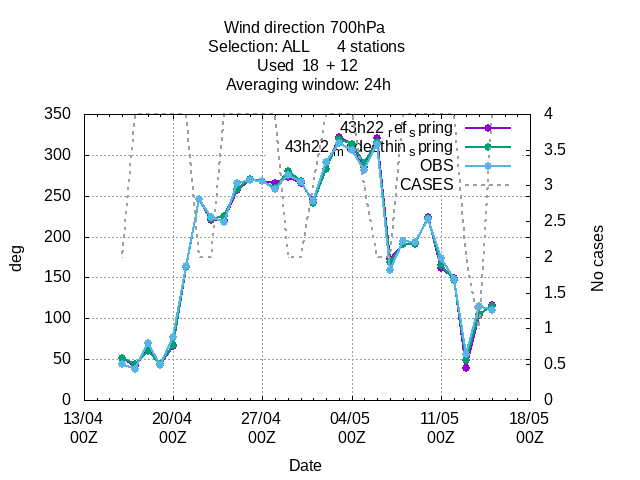 Wind direction 700hPa
Selection: ALL 4 stations
Used 18 + 12
Averaging window: 24h
350 4
43h22_ref_spring
300 3.5
43h22_m desthin_spring
OBS
250 3
CASES
200 2.5
deg
No cases
150 2
1.5
100 1
50 0.5
0 0
13/04 20/04 27/04 04/05 11/05 18/05
00Z 00Z 00Z 00Z 00Z 00Z
Date